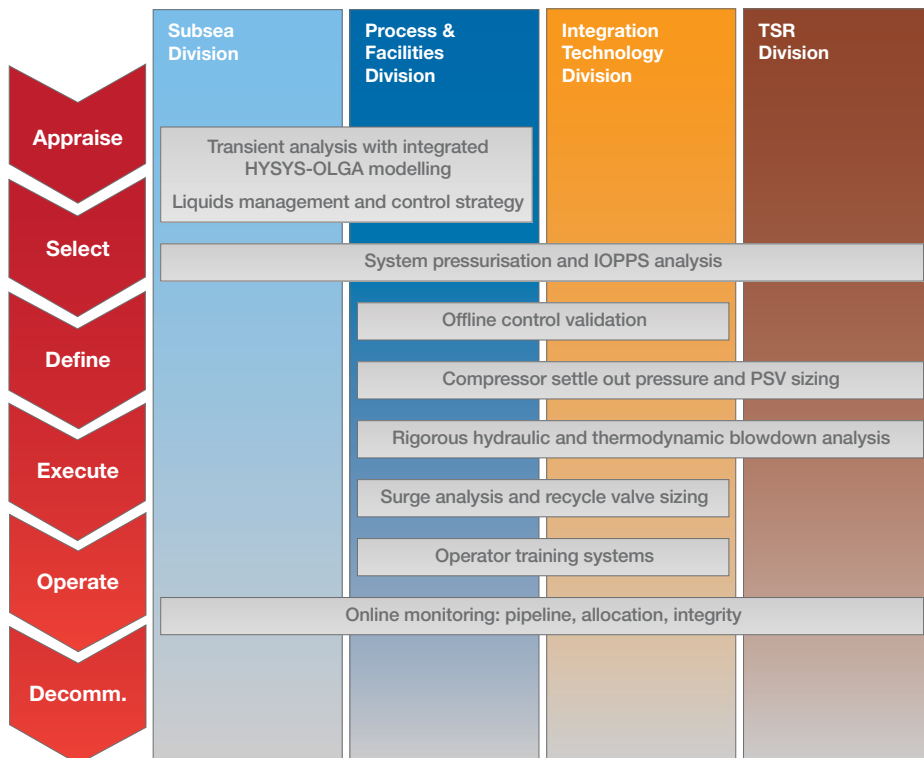 Subsea
Division
Process &
Facilities
Division
Integration
Technology
Division
TSR
Division
Appraise
Transient analysis with integrated
HYSYS-OLGA modelling
Liquids management and control strategy
Select
System pressurisation and IOPPS analysis
Offline control validation
Define
Compressor settle out pressure and PSV sizing
Rigorous hydraulic and thermodynamic blowdown analysis
Execute
Surge analysis and recycle valve sizing
Operator training systems
Operate
Online monitoring: pipeline, allocation, integrity
Decomm.